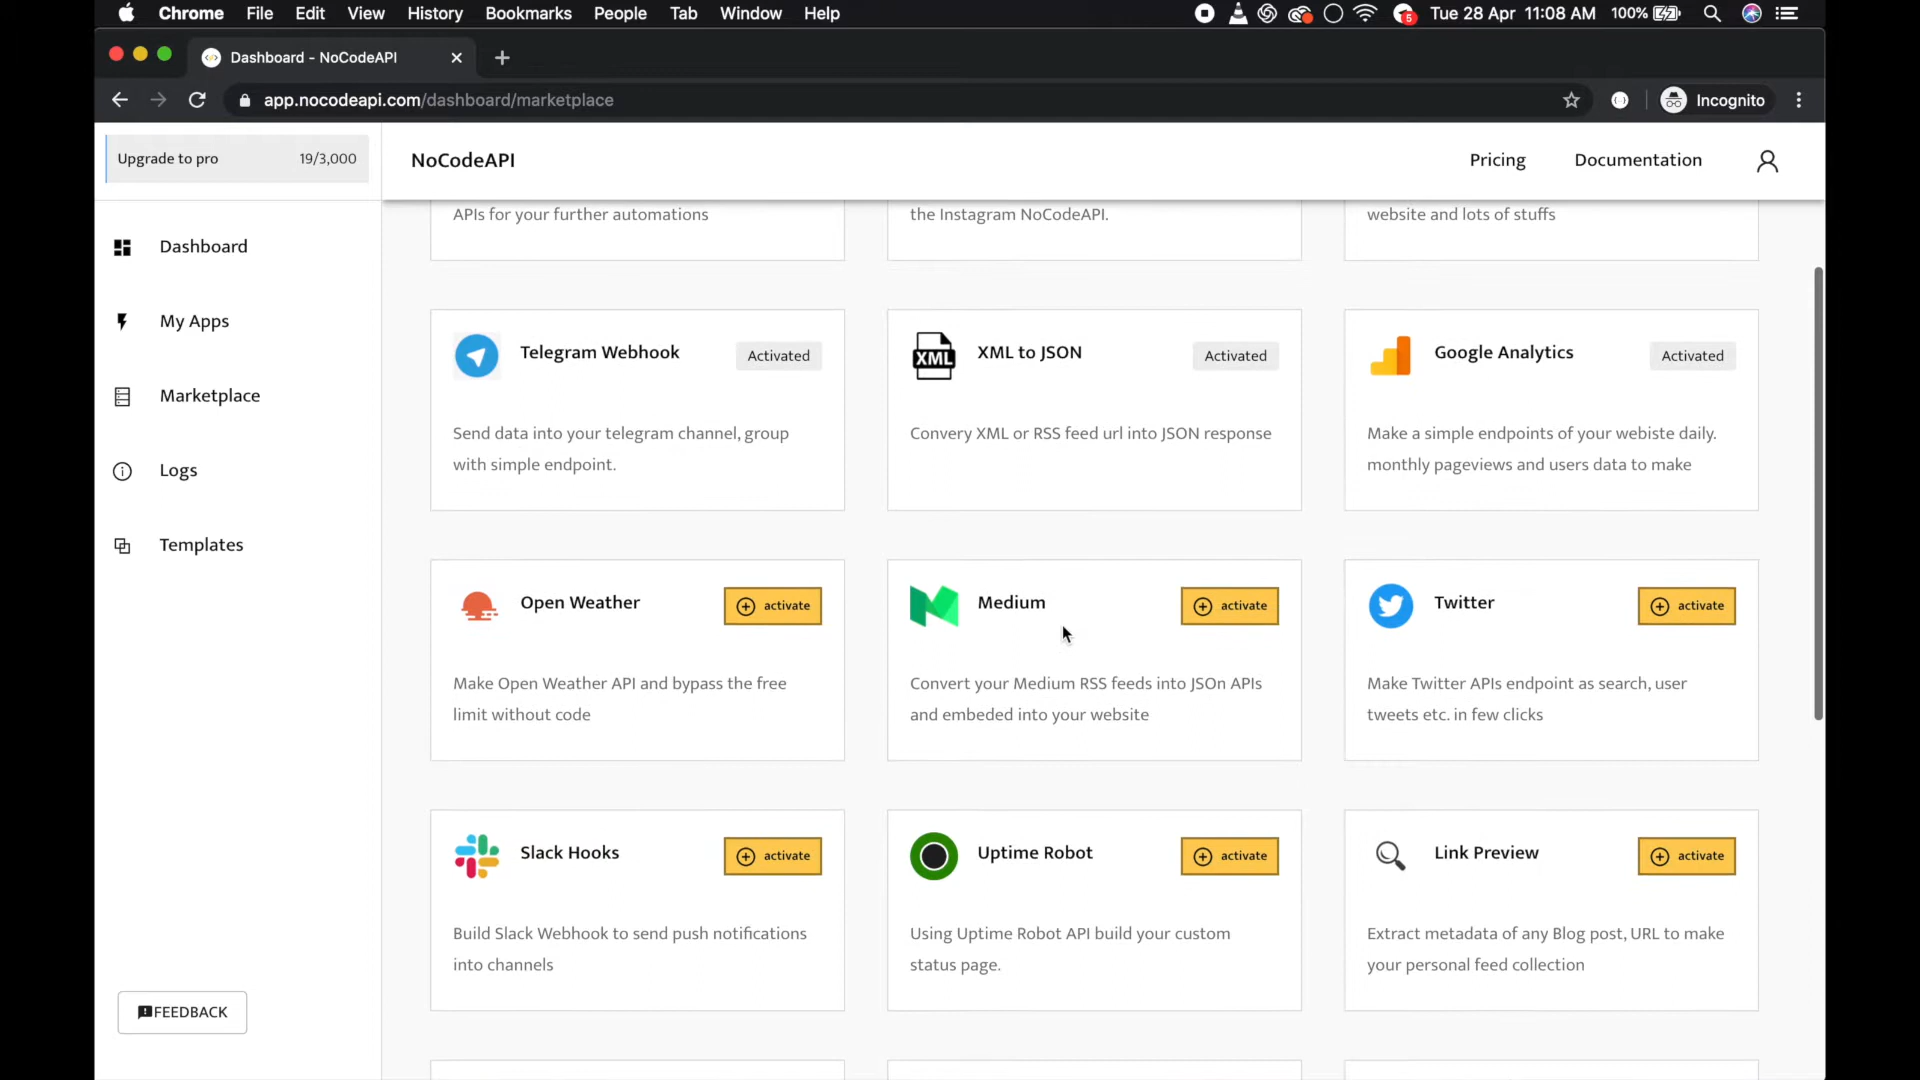 Chrome File Edit View History Bookmarks People Tab Window Help 5 Tue 28 Apr 11:08 AM 100%
Dashboard - NoCodeAPI
app.nocodeapi.com/dashboard/marketplace Incognito
Upgrade to pro 19/3,000
NoCodeAPI Pricing Documentation
Dashboard
My Apps
Marketplace
Logs
Templates
FEEDBACK
APIs for your further automations
the Instagram NoCodeAPI.
website and lots of stuffs
Telegram Webhook Activated
Send data into your telegram channel, group
with simple endpoint.
XML
XML to JSON Activated
Convery XML or RSS feed url into JSON response
Google Analytics Activated
Make a simple endpoints of your webiste daily.
monthly pageviews and users data to make
Open Weather activate
Make Open Weather API and bypass the free
limit without code
Medium activate
Convert your Medium RSS feeds into JSOn APIs
and embeded into your website
Twitter activate
Make Twitter APIs endpoint as search, user
tweets etc. in few clicks
Slack Hooks activate
Build Slack Webhook to send push notifications
into channels
Uptime Robot activate
Using Uptime Robot API build your custom
status page.
Link Preview activate
Extract metadata of any Blog post, URL to make
your personal feed collection